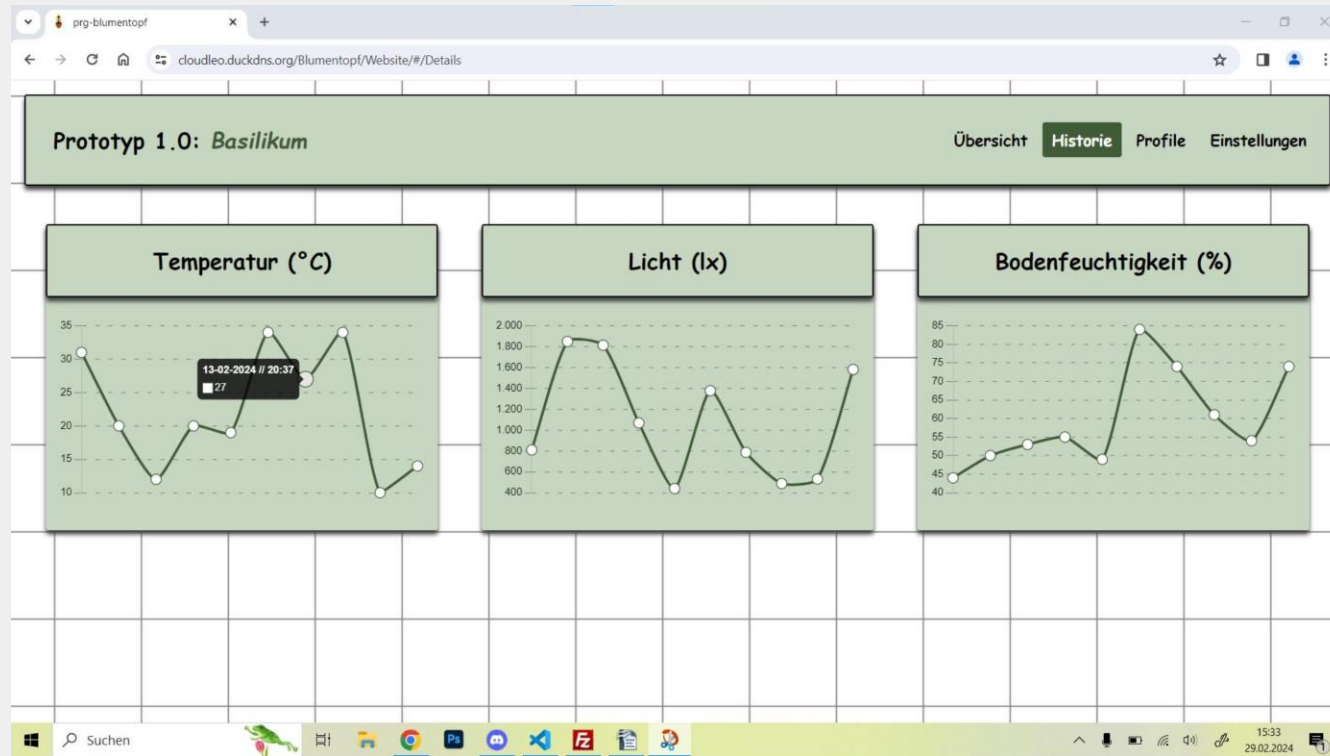 prg-blumentopf
cloudleo.duckdns.org/Blumentopf/Website/#/Details
Prototyp 1.0: Basilikum
Übersicht Historie Profile Einstellungen
Temperatur (°C)
35
30
25
20
15
10
13-02-2024 // 20:37
27
Licht (lx)
2.000
1.800
1.600
1.400
1.200
1.000
800
600
400
Bodenfeuchtigkeit (%)
85
80
75
70
65
60
55
50
45
40
Suchen
Ps
Fz
15:33
29.02.2024
1